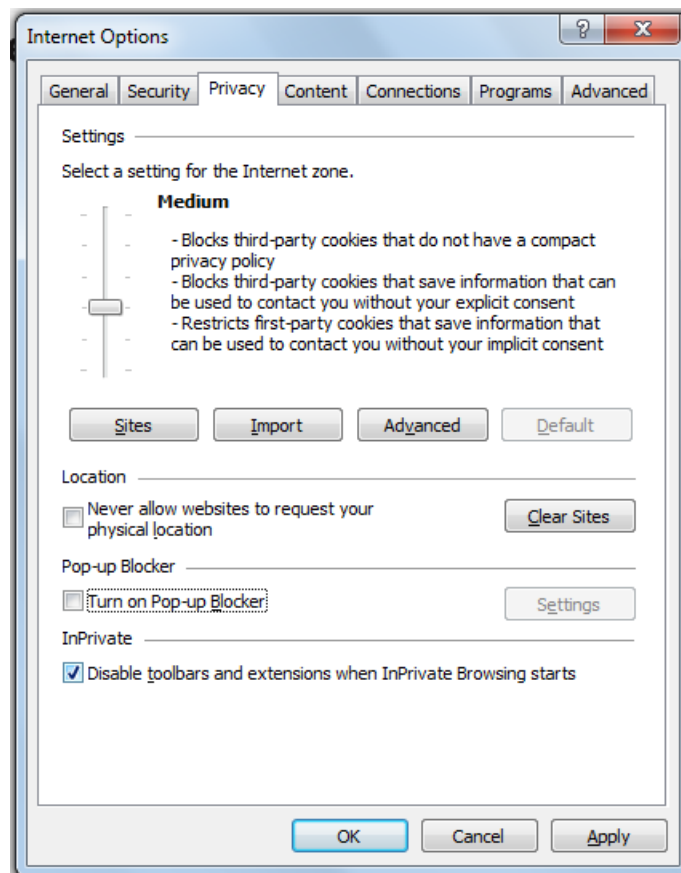 Internet Options
General Security Privacy Content Connections Programs Advanced
Settings
Select a setting for the Internet zone.
Medium
- Blocks third-party cookies that do not have a compact
privacy policy
- Blocks third-party cookies that save information that can
be used to contact you without your explicit consent
- Restricts first-party cookies that save information that
can be used to contact you without your implicit consent
Sites Import Advanced Default
Location
Never allow websites to request your
physical location
Clear Sites
Pop-up Blocker
Turn on Pop-up Blocker Settings
InPrivate
Disable toolbars and extensions when InPrivate Browsing starts
OK Cancel Apply